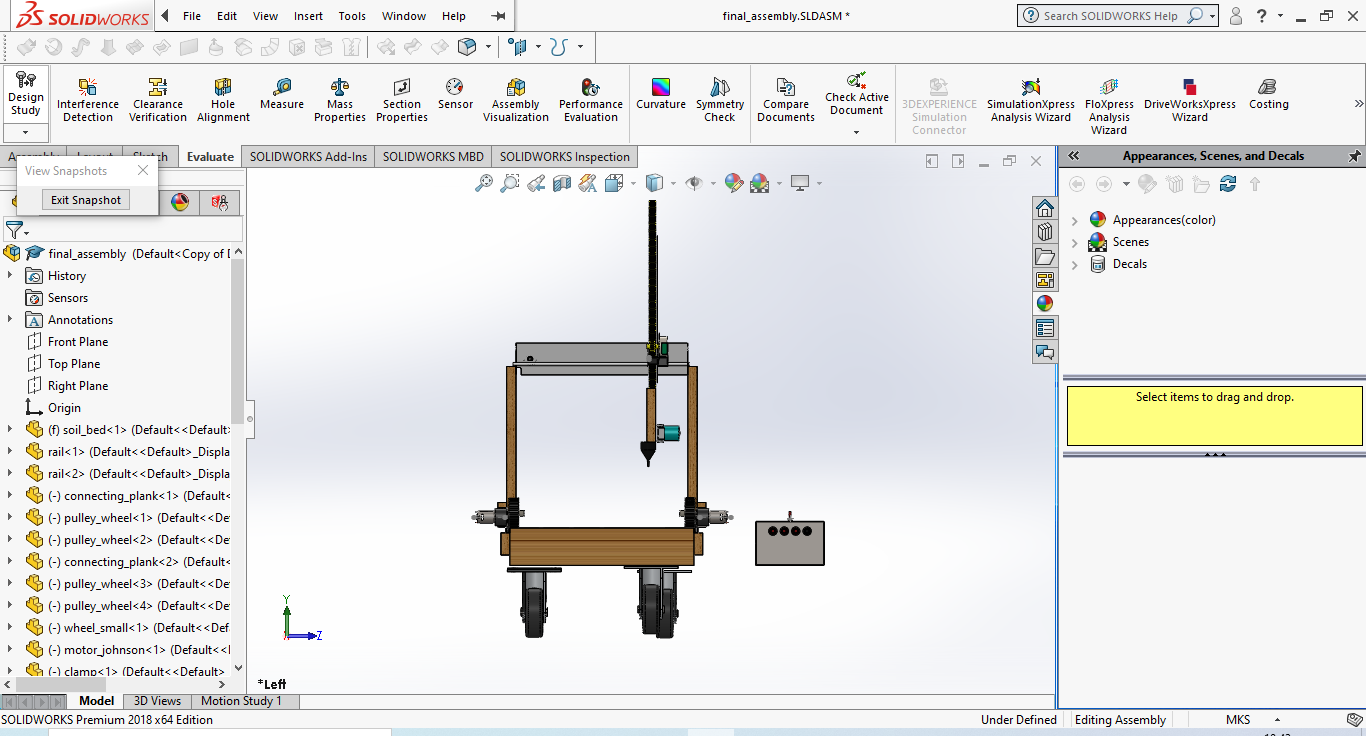 SOLIDWORKS File Edit View Insert Tools Window Help final_assembly.SLDASM * Search SOLIDWORKS Help ?
Design Study
Interference Detection
Clearance Verification
Hole Alignment
Measure
Mass Properties
Section Properties
Sensor
Assembly Visualization
Performance Evaluation
Curvature
Symmetry Check
Compare Documents
Check Active Document
3DEXPERIENCE Simulation Connector
SimulationXpress Analysis Wizard
FloXpress Analysis Wizard
DriveWorksXpress Wizard
Costing
Evaluate SOLIDWORKS Add-Ins SOLIDWORKS MBD SOLIDWORKS Inspection
View Snapshots
Exit Snapshot
final_assembly (Default<Copy of
History
Sensors
Annotations
Front Plane
Top Plane
Right Plane
Origin
(f) soil_bed<1> (Default<<Default>
rail<1> (Default<<Default>_Displa
rail<2> (Default<<Default>_Displa
(-) connecting_plank<1> (Default<
(-) pulley_wheel<1> (Default<<De
(-) pulley_wheel<2> (Default<<De
(-) connecting_plank<2> (Default<
(-) pulley_wheel<3> (Default<<De
(-) pulley_wheel<4> (Default<<De
(-) wheel_small<1> (Default<<Def
(-) motor_johnson<1> (Default<<
(-) clamp<1> (Default<<Default>
Y
Z
*Left
Appearances, Scenes, and Decals
Appearances(color)
Scenes
Decals
Select items to drag and drop.
Model 3D Views Motion Study 1
SOLIDWORKS Premium 2018 x64 Edition Under Defined Editing Assembly MKS